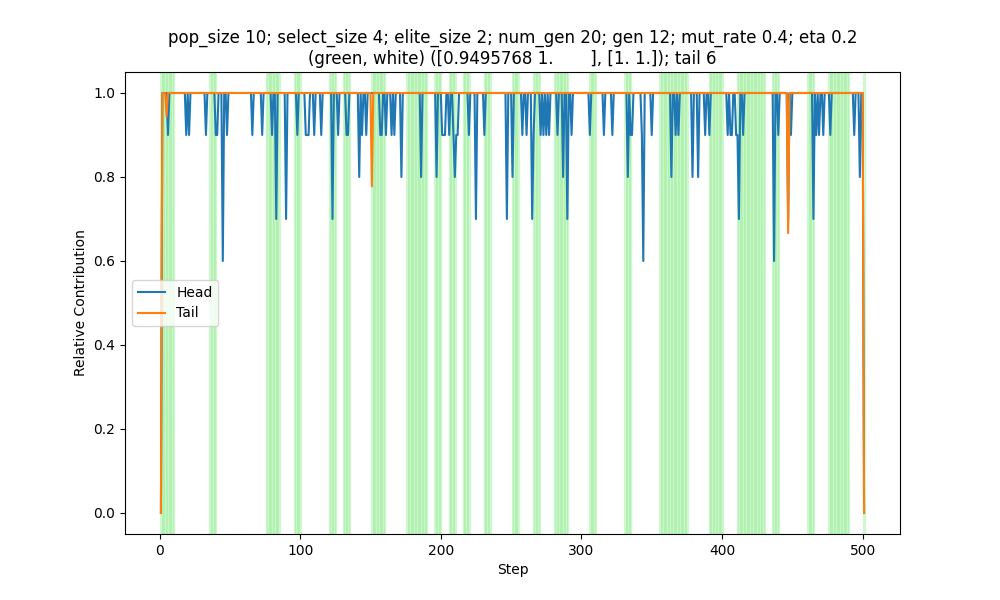 pop_size 10; select_size 4; elite_size 2; num_gen 20; gen 12; mut_rate 0.4; eta 0.2
(green, white) ([0.9495768 1.        ], [1. 1.]); tail 6
1.0
0.8
0.6
0.4
0.2
0.0
Relative Contribution
Head
Tail
0
100
200
300
400
500
Step